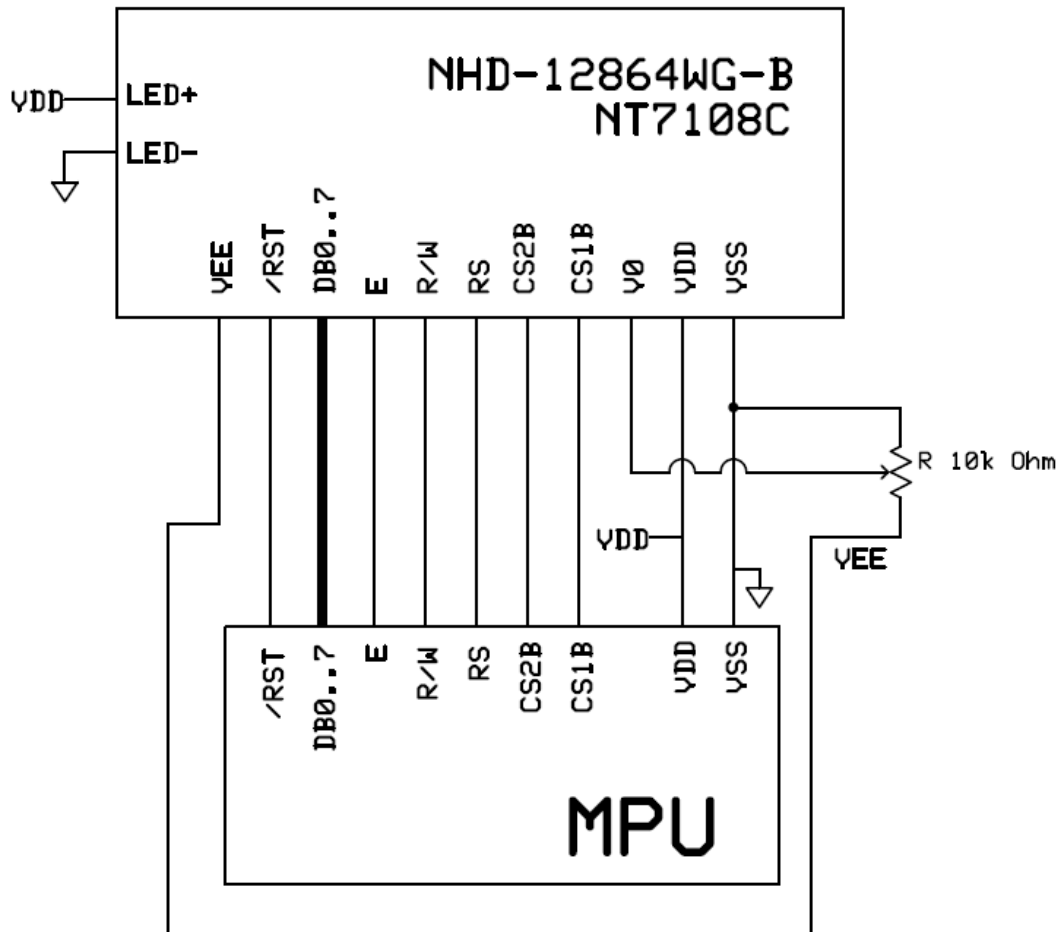 NHD-12864WG-B
NT7108C
VDD
LED+
LED-
VEE
/RST
DB0..7
E
R/W
RS
CS2B
CS1B
V0
VDD
VSS
R 10k Ohm
VDD
VEE
/RST
DB0..7
E
R/W
RS
CS2B
CS1B
VDD
VSS
MPU